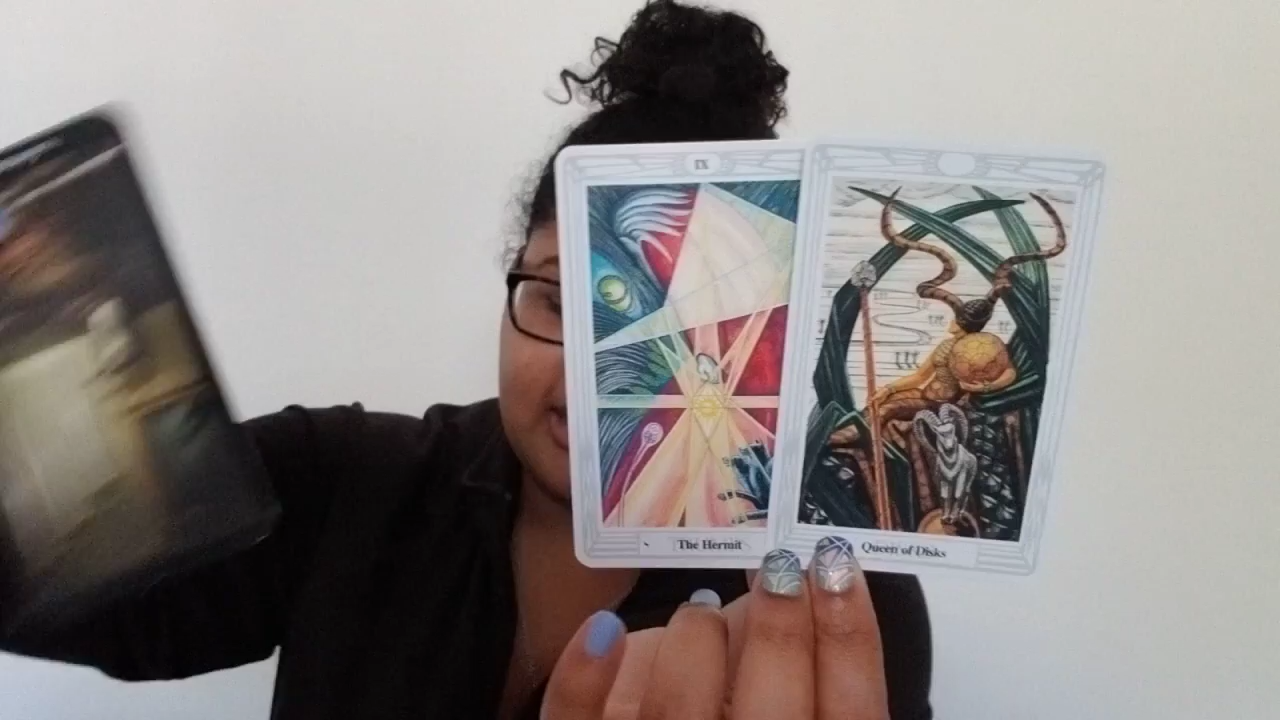 IX
The Hermit
Queen of Disks